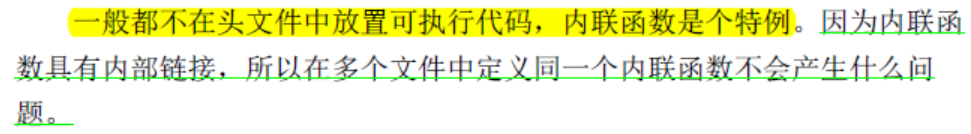 一般都不在头文件中放置可执行代码，内联函数是个特例。因为内联函
数具有内部链接，所以在多个文件中定义同一个内联函数不会产生什么问
题。